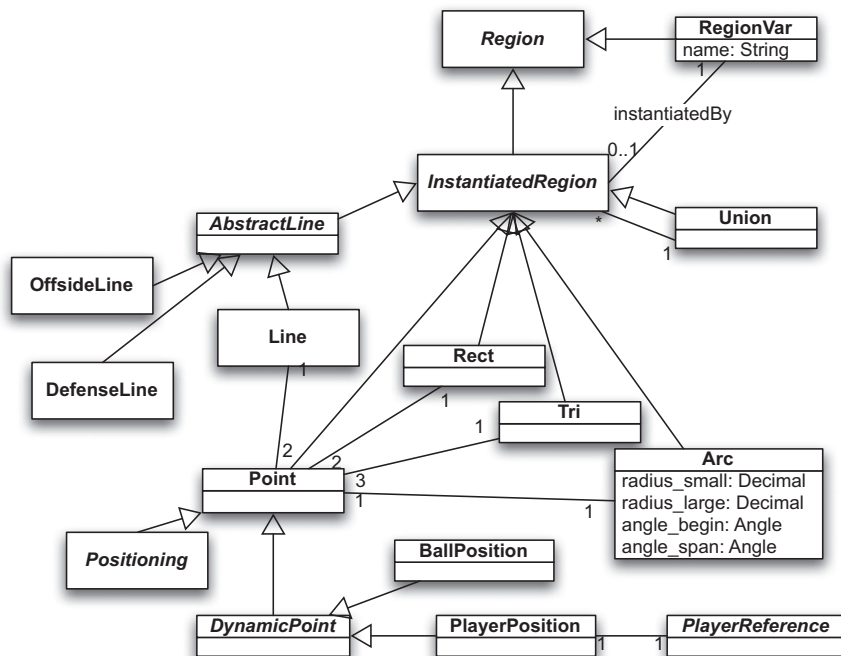 Region
RegionVar
name: String
1
instantiatedBy
0..1
InstantiatedRegion
*
1
Union
AbstractLine
OffsideLine
Line
1
DefenseLine
Rect
1
Tri
1
2
2
3
Point
1
Arc
radius_small: Decimal
radius_large: Decimal
angle_begin: Angle
angle_span: Angle
1
Positioning
BallPosition
DynamicPoint
PlayerPosition
1
1
PlayerReference